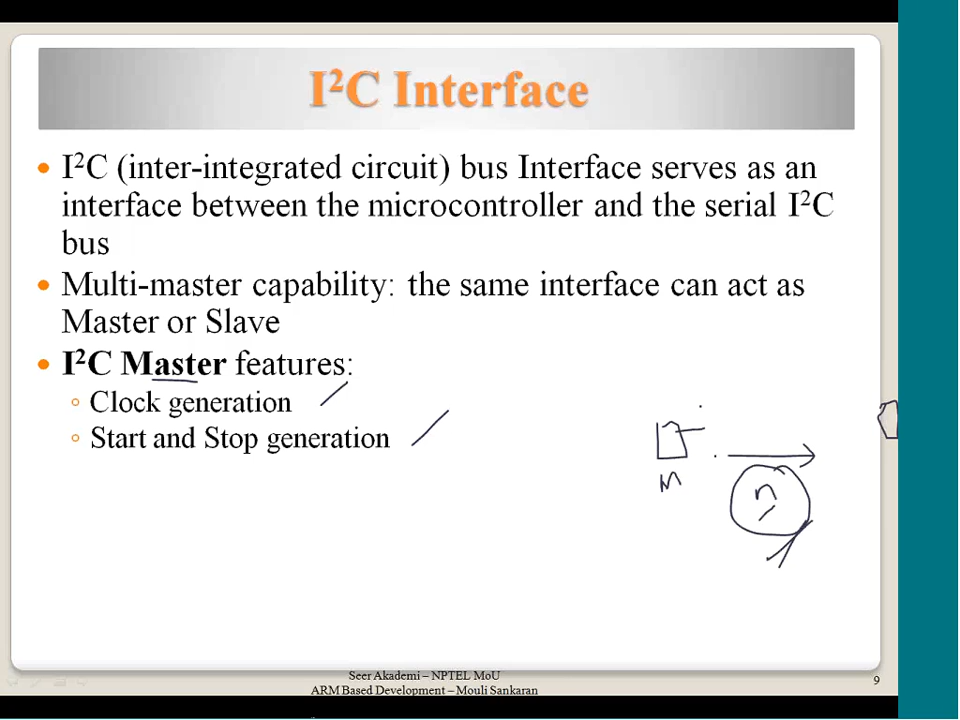 I²C Interface
• I²C (inter-integrated circuit) bus Interface serves as an
interface between the microcontroller and the serial I²C
bus
• Multi-master capability: the same interface can act as
Master or Slave
• I²C Master features:
◦ Clock generation
◦ Start and Stop generation
M
n
Seer Akademi – NPTEL MoU
ARM Based Development – Mouli Sankaran
9